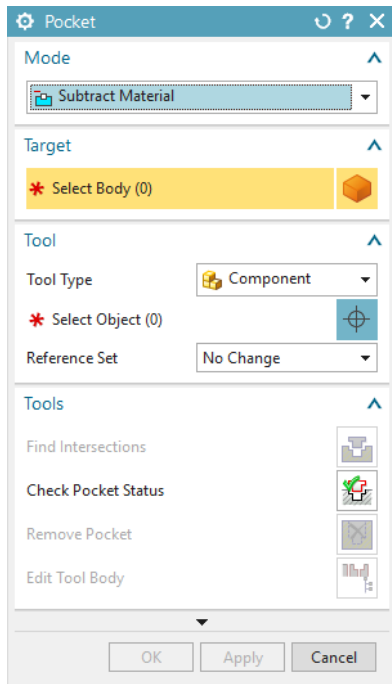 Pocket
Mode
Subtract Material
Target
* Select Body (0)
Tool
Tool Type Component
* Select Object (0)
Reference Set No Change
Tools
Find Intersections
Check Pocket Status
Remove Pocket
Edit Tool Body
OK Apply Cancel